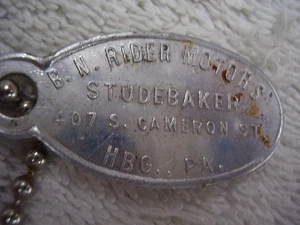 B. N. RIDER MOTORS
STUDEBAKER
407 S. CAMERON ST.
HBG., PA.